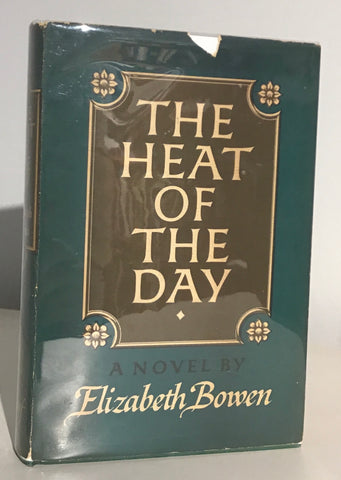 THE
HEAT
OF
THE
DAY
A NOVEL BY
Elizabeth Bowen